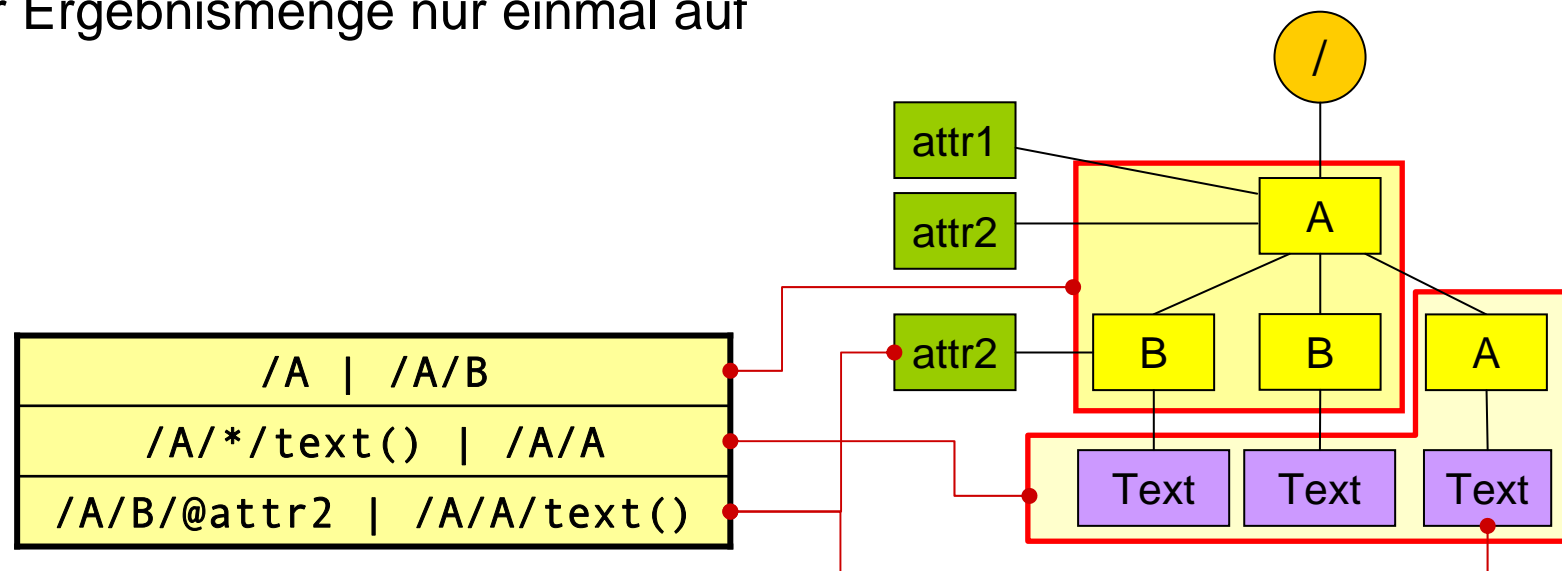 Ergebnismenge nur einmal auf
/
attr1
A
attr2
attr2
B
B
A
/A | /A/B
/A/*/text() | /A/A
/A/B/@attr2 | /A/A/text()
Text
Text
Text